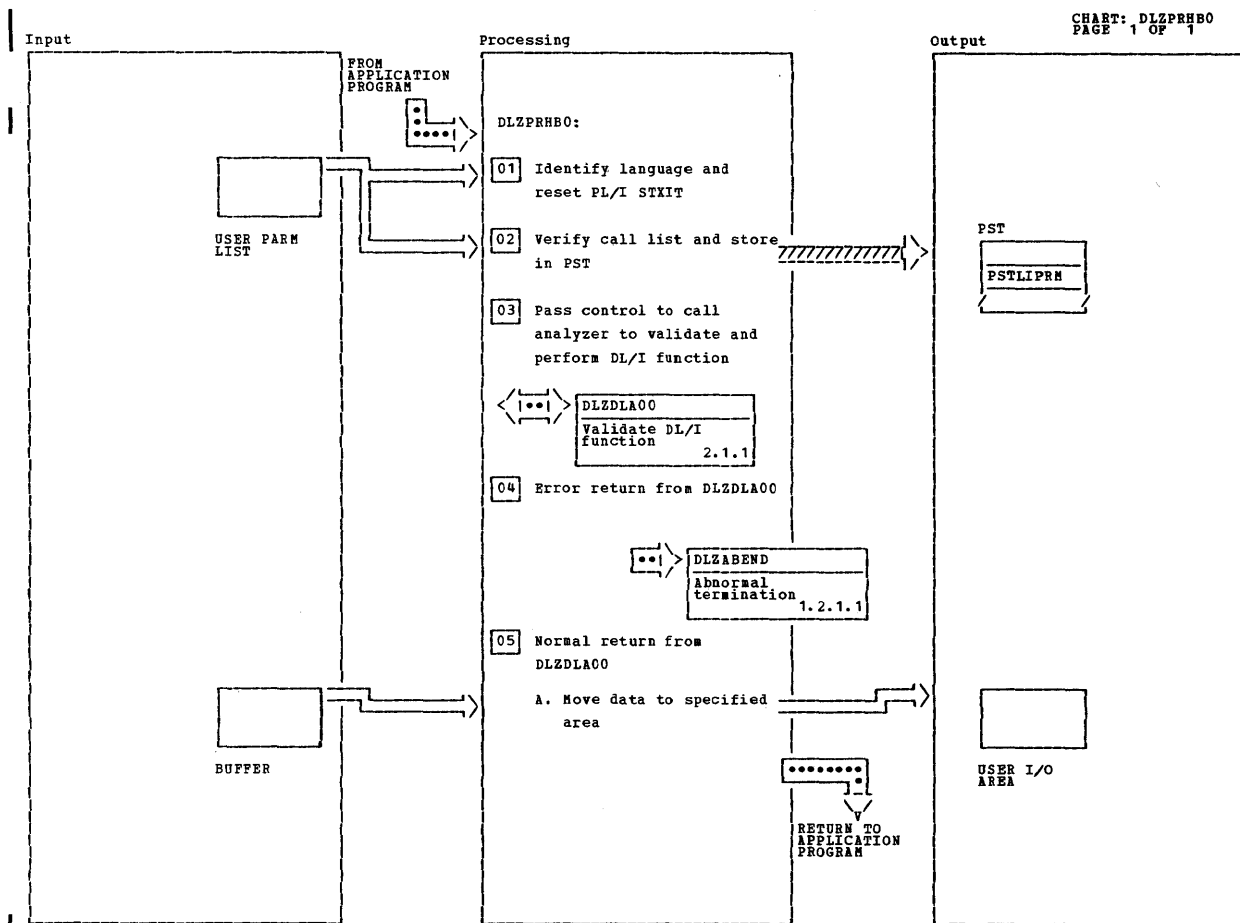 CHART: DLZPRHB0
PAGE 1 OF 1
Input
Processing
Output
FROM
APPLICATION
PROGRAM
DLZPRHB0:
01 Identify language and
reset PL/I STXIT
USER PARM
LIST
02 Verify call list and store
in PST
PST
PSTLIPRM
03 Pass control to call
analyzer to validate and
perform DL/I function
DLZDLA00
Validate DL/I
function
2.1.1
04 Error return from DLZDLA00
DLZABEND
Abnormal
termination
1.2.1.1
05 Normal return from
DLZDLA00
A. Move data to specified
area
BUFFER
USER I/O
AREA
RETURN TO
APPLICATION
PROGRAM